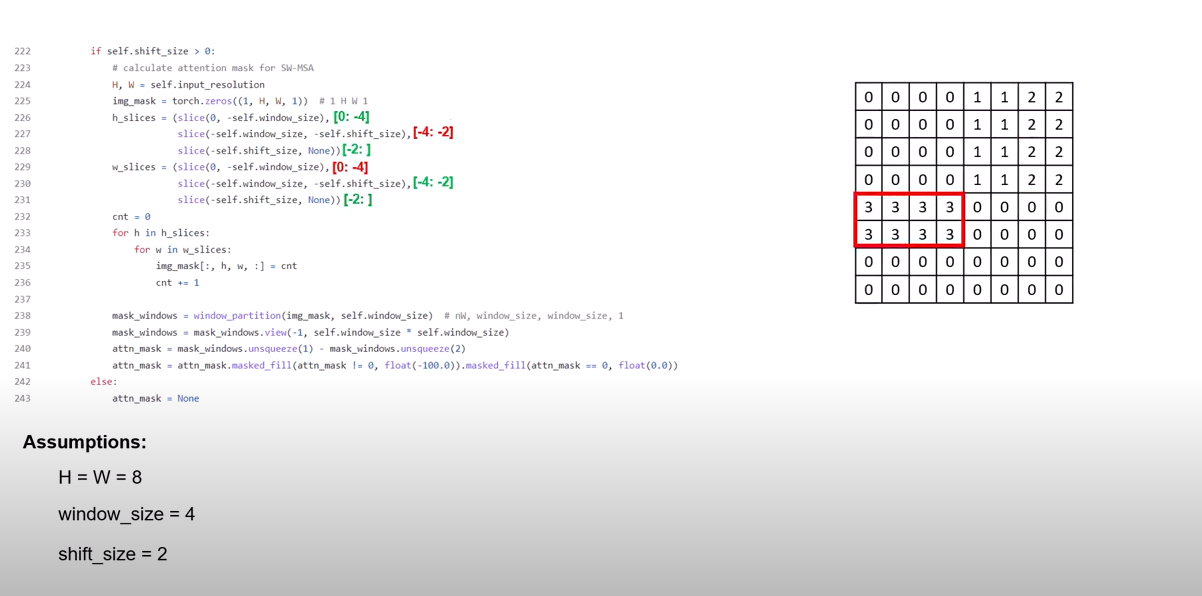 222 if self.shift_size > 0:
223 # calculate attention mask for SW-MSA
224 H, W = self.input_resolution
225 img_mask = torch.zeros((1, H, W, 1))  # 1 H W 1
226 h_slices = (slice(0, -self.window_size), [0: -4]
227 slice(-self.window_size, -self.shift_size), [-4: -2]
228 slice(-self.shift_size, None)) [-2: ]
229 w_slices = (slice(0, -self.window_size), [0: -4]
230 slice(-self.window_size, -self.shift_size), [-4: -2]
231 slice(-self.shift_size, None)) [-2: ]
232 cnt = 0
233 for h in h_slices:
234 for w in w_slices:
235 img_mask[:, h, w, :] = cnt
236 cnt += 1
237
238 mask_windows = window_partition(img_mask, self.window_size)  # nW, window_size, window_size, 1
239 mask_windows = mask_windows.view(-1, self.window_size * self.window_size)
240 attn_mask = mask_windows.unsqueeze(1) - mask_windows.unsqueeze(2)
241 attn_mask = attn_mask.masked_fill(attn_mask != 0, float(-100.0)).masked_fill(attn_mask == 0, float(0.0))
242 else:
243 attn_mask = None
0 0 0 0 1 1 2 2
0 0 0 0 1 1 2 2
0 0 0 0 1 1 2 2
0 0 0 0 1 1 2 2
3 3 3 3 0 0 0 0
3 3 3 3 0 0 0 0
0 0 0 0 0 0 0 0
0 0 0 0 0 0 0 0
Assumptions:
H = W = 8
window_size = 4
shift_size = 2